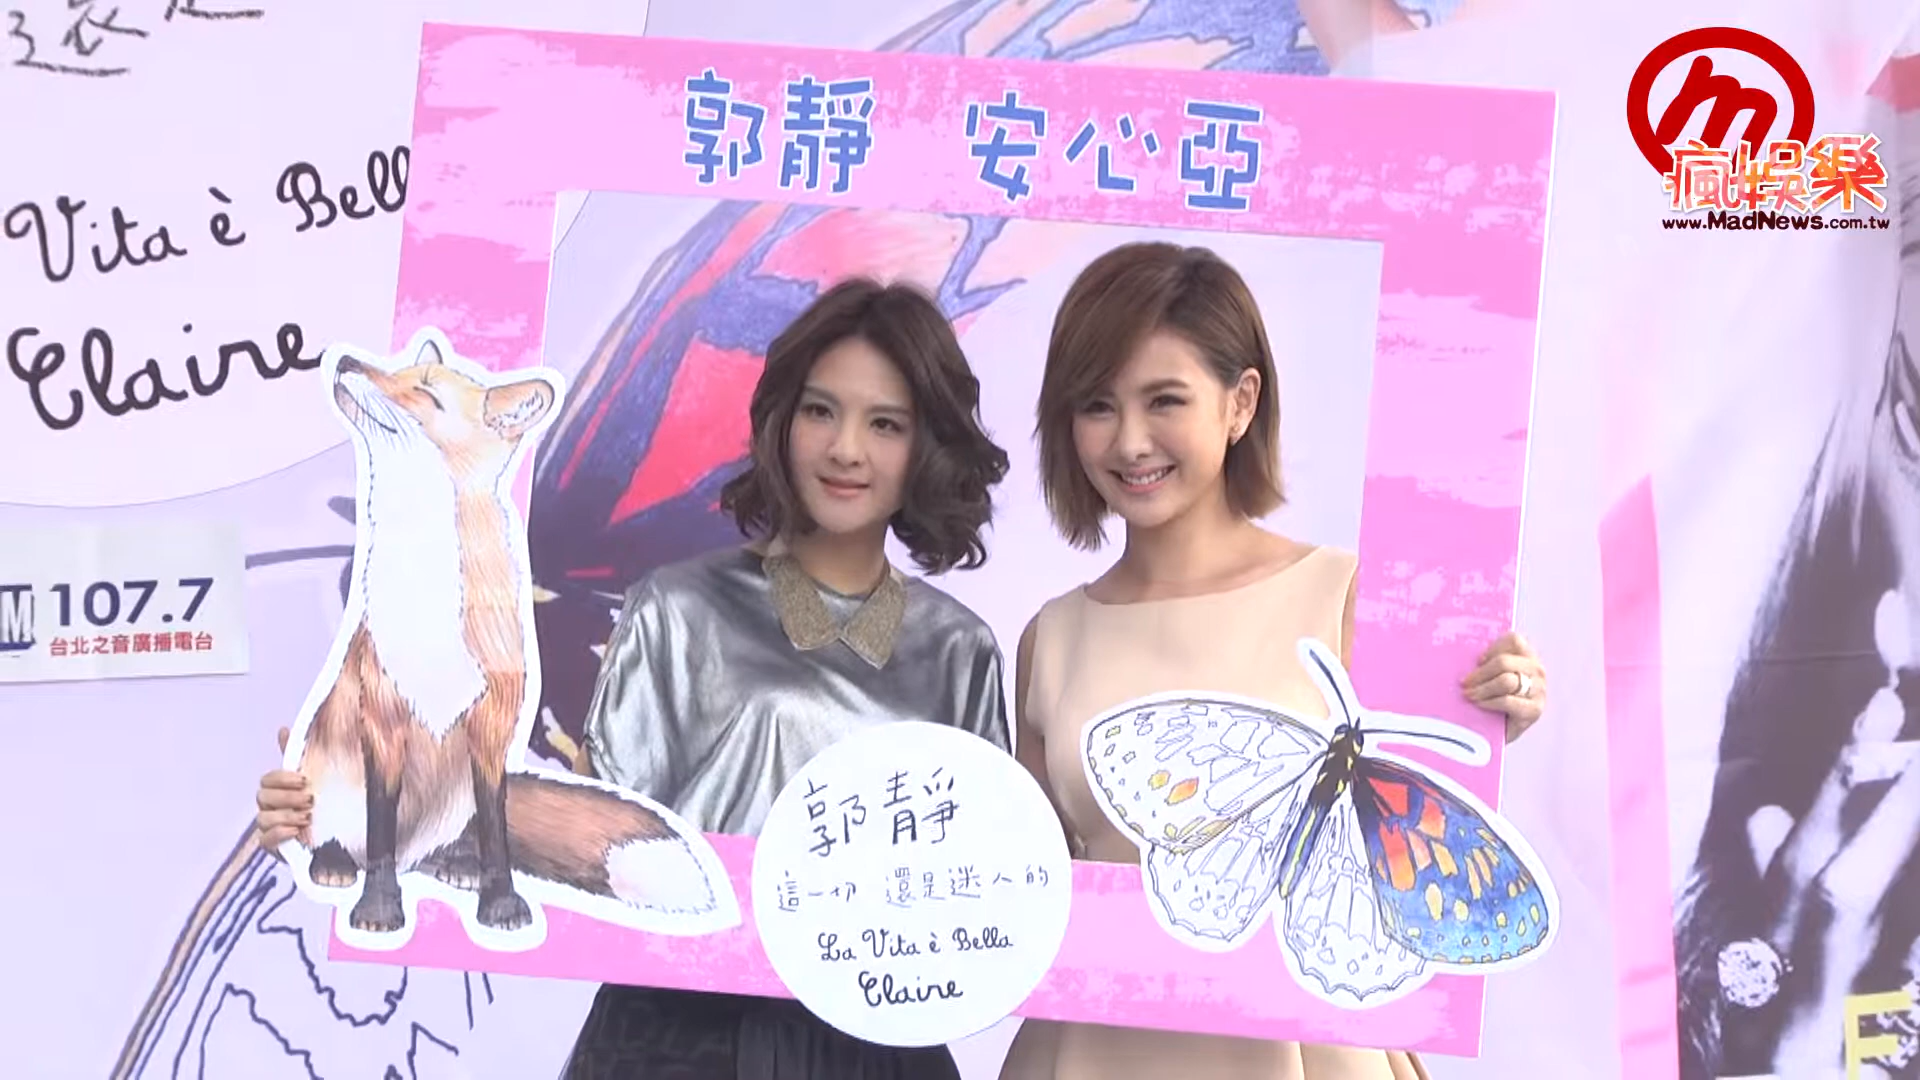 郭靜 安心亞
瘋娛樂
www.MadNews.com.tw
Vita è Bell
Claire
107.7
台北之音廣播電台
郭靜
這一切 還是迷人的
La Vita è Bella
Claire